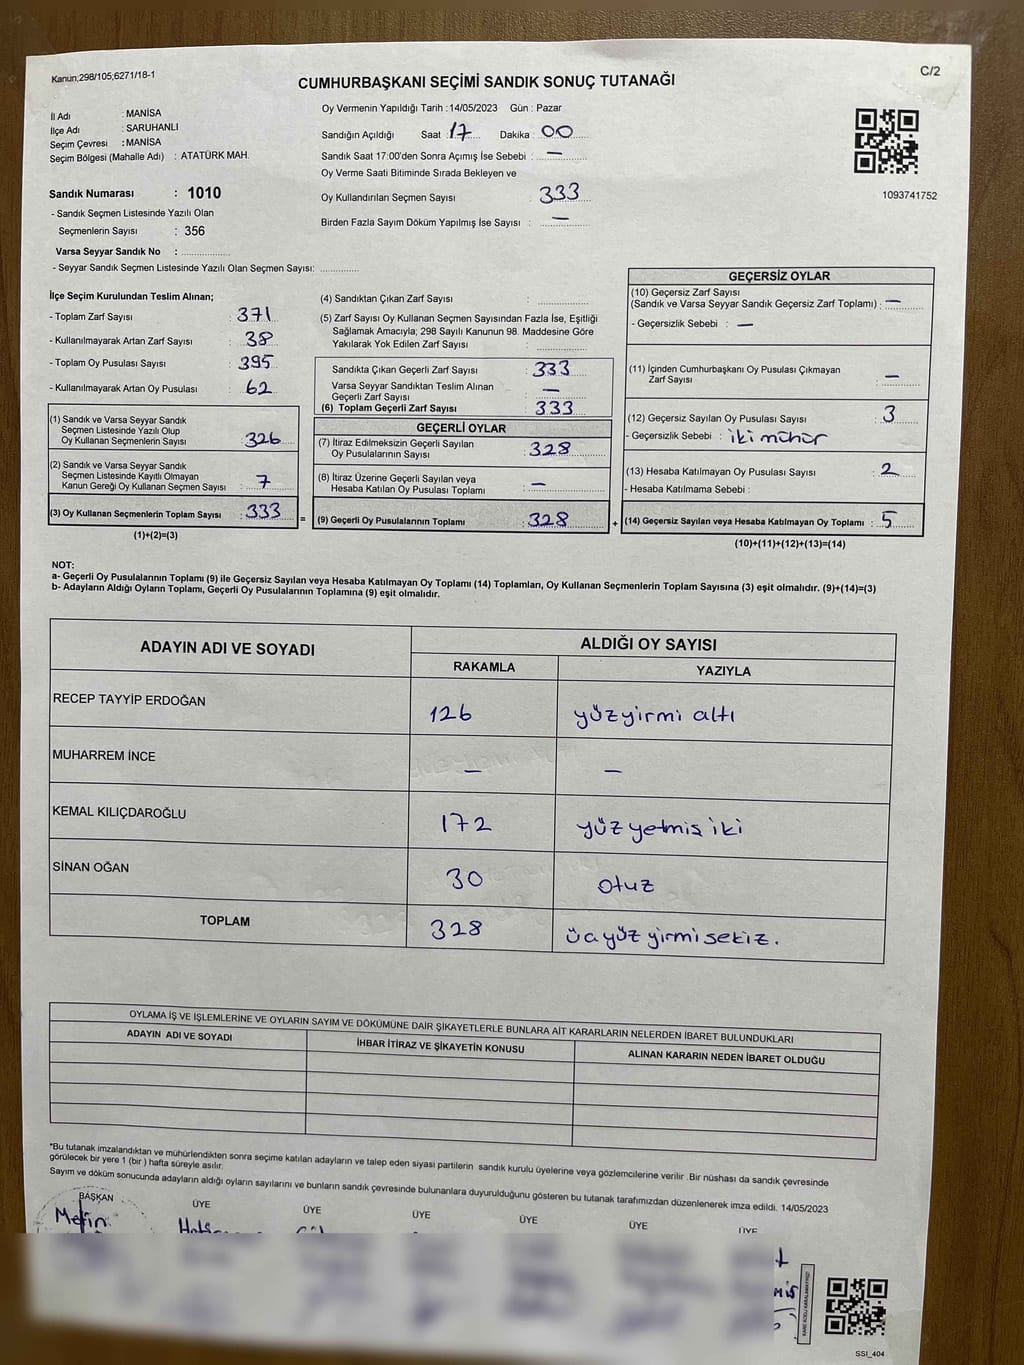 Kanun;298/105;6271/18-1
C/2
CUMHURBAŞKANI SEÇİMİ SANDIK SONUÇ TUTANAĞI
İl Adı : MANİSA
İlçe Adı : SARUHANLI
Seçim Çevresi : MANİSA
Seçim Bölgesi (Mahalle Adı) : ATATÜRK MAH.
Sandık Numarası : 1010
- Sandık Seçmen Listesinde Yazılı Olan
Seçmenlerin Sayısı : 356
Varsa Seyyar Sandık No :
- Seyyar Sandık Seçmen Listesinde Yazılı Olan Seçmen Sayısı:
Oy Vermenin Yapıldığı Tarih : 14/05/2023 Gün : Pazar
Sandığın Açıldığı Saat : 17 Dakika : 00
Sandık Saat 17:00'den Sonra Açımış İse Sebebi : —
Oy Verme Saati Bitiminde Sırada Bekleyen ve
Oy Kullandırılan Seçmen Sayısı : 333
Birden Fazla Sayım Döküm Yapılmış İse Sayısı : —
1093741752
İlçe Seçim Kurulundan Teslim Alınan;
- Toplam Zarf Sayısı : 371
- Kullanılmayarak Artan Zarf Sayısı : 38
- Toplam Oy Pusulası Sayısı : 395
- Kullanılmayarak Artan Oy Pusulası : 62
(1) Sandık ve Varsa Seyyar Sandık
Seçmen Listesinde Yazılı Olup
Oy Kullanan Seçmenlerin Sayısı : 326
(2) Sandık ve Varsa Seyyar Sandık
Seçmen Listesinde Kayıtlı Olmayan
Kanun Gereği Oy Kullanan Seçmen Sayısı : 7
(3) Oy Kullanan Seçmenlerin Toplam Sayısı : 333
(1)+(2)=(3)
=
(4) Sandıktan Çıkan Zarf Sayısı :
(5) Zarf Sayısı Oy Kullanan Seçmen Sayısından Fazla İse, Eşitliği
Sağlamak Amacıyla; 298 Sayılı Kanunun 98. Maddesine Göre
Yakılarak Yok Edilen Zarf Sayısı :
Sandıkta Çıkan Geçerli Zarf Sayısı : 333
Varsa Seyyar Sandıktan Teslim Alınan
Geçerli Zarf Sayısı : —
(6) Toplam Geçerli Zarf Sayısı : 333
GEÇERLİ OYLAR
(7) İtiraz Edilmeksizin Geçerli Sayılan
Oy Pusulalarının Sayısı : 328
(8) İtiraz Üzerine Geçerli Sayılan veya
Hesaba Katılan Oy Pusulası Toplamı : —
(9) Geçerli Oy Pusulalarının Toplamı : 328
+
GEÇERSİZ OYLAR
(10) Geçersiz Zarf Sayısı
(Sandık ve Varsa Seyyar Sandık Geçersiz Zarf Toplamı) : —
- Geçersizlik Sebebi : —
(11) İçinden Cumhurbaşkanı Oy Pusulası Çıkmayan
Zarf Sayısı : —
(12) Geçersiz Sayılan Oy Pusulası Sayısı : 3
- Geçersizlik Sebebi : iki mühür
(13) Hesaba Katılmayan Oy Pusulası Sayısı : 2
- Hesaba Katılmama Sebebi :
(14) Geçersiz Sayılan veya Hesaba Katılmayan Oy Toplamı : 5
(10)+(11)+(12)+(13)=(14)
NOT:
a- Geçerli Oy Pusulalarının Toplamı (9) ile Geçersiz Sayılan veya Hesaba Katılmayan Oy Toplamı (14) Toplamları, Oy Kullanan Seçmenlerin Toplam Sayısına (3) eşit olmalıdır. (9)+(14)=(3)
b- Adayların Aldığı Oyların Toplamı, Geçerli Oy Pusulalarının Toplamına (9) eşit olmalıdır.
ADAYIN ADI VE SOYADI ALDIĞI OY SAYISI
RAKAMLA YAZIYLA
RECEP TAYYİP ERDOĞAN 126 yüzyirmi altı
MUHARREM İNCE — —
KEMAL KILIÇDAROĞLU 172 yüz yetmiş iki
SİNAN OĞAN 30 otuz
TOPLAM 328 üçyüz yirmi sekiz.
OYLAMA İŞ VE İŞLEMLERİNE VE OYLARIN SAYIM VE DÖKÜMÜNE DAİR ŞİKAYETLERLE BUNLARA AİT KARARLARIN NELERDEN İBARET BULUNDUKLARI
ADAYIN ADI VE SOYADI İHBAR İTİRAZ VE ŞİKAYETİN KONUSU ALINAN KARARIN NEDEN İBARET OLDUĞU
*Bu tutanak imzalandıktan ve mühürlendikten sonra seçime katılan adayların ve talep eden siyasi partilerin sandık kurulu üyelerine veya gözlemcilerine verilir .Bir nüshası da sandık çevresinde
görülecek bir yere 1 (bir ) hafta süreyle asılır.
Sayım ve döküm sonucunda adayların aldığı oyların sayılarını ve bunların sandık çevresinde bulunanlara duyurulduğunu gösteren bu tutanak tarafımızdan düzenlenerek imza edildi. 14/05/2023
BAŞKAN ÜYE ÜYE ÜYE ÜYE ÜYE ÜYE
Metin
SSI_404